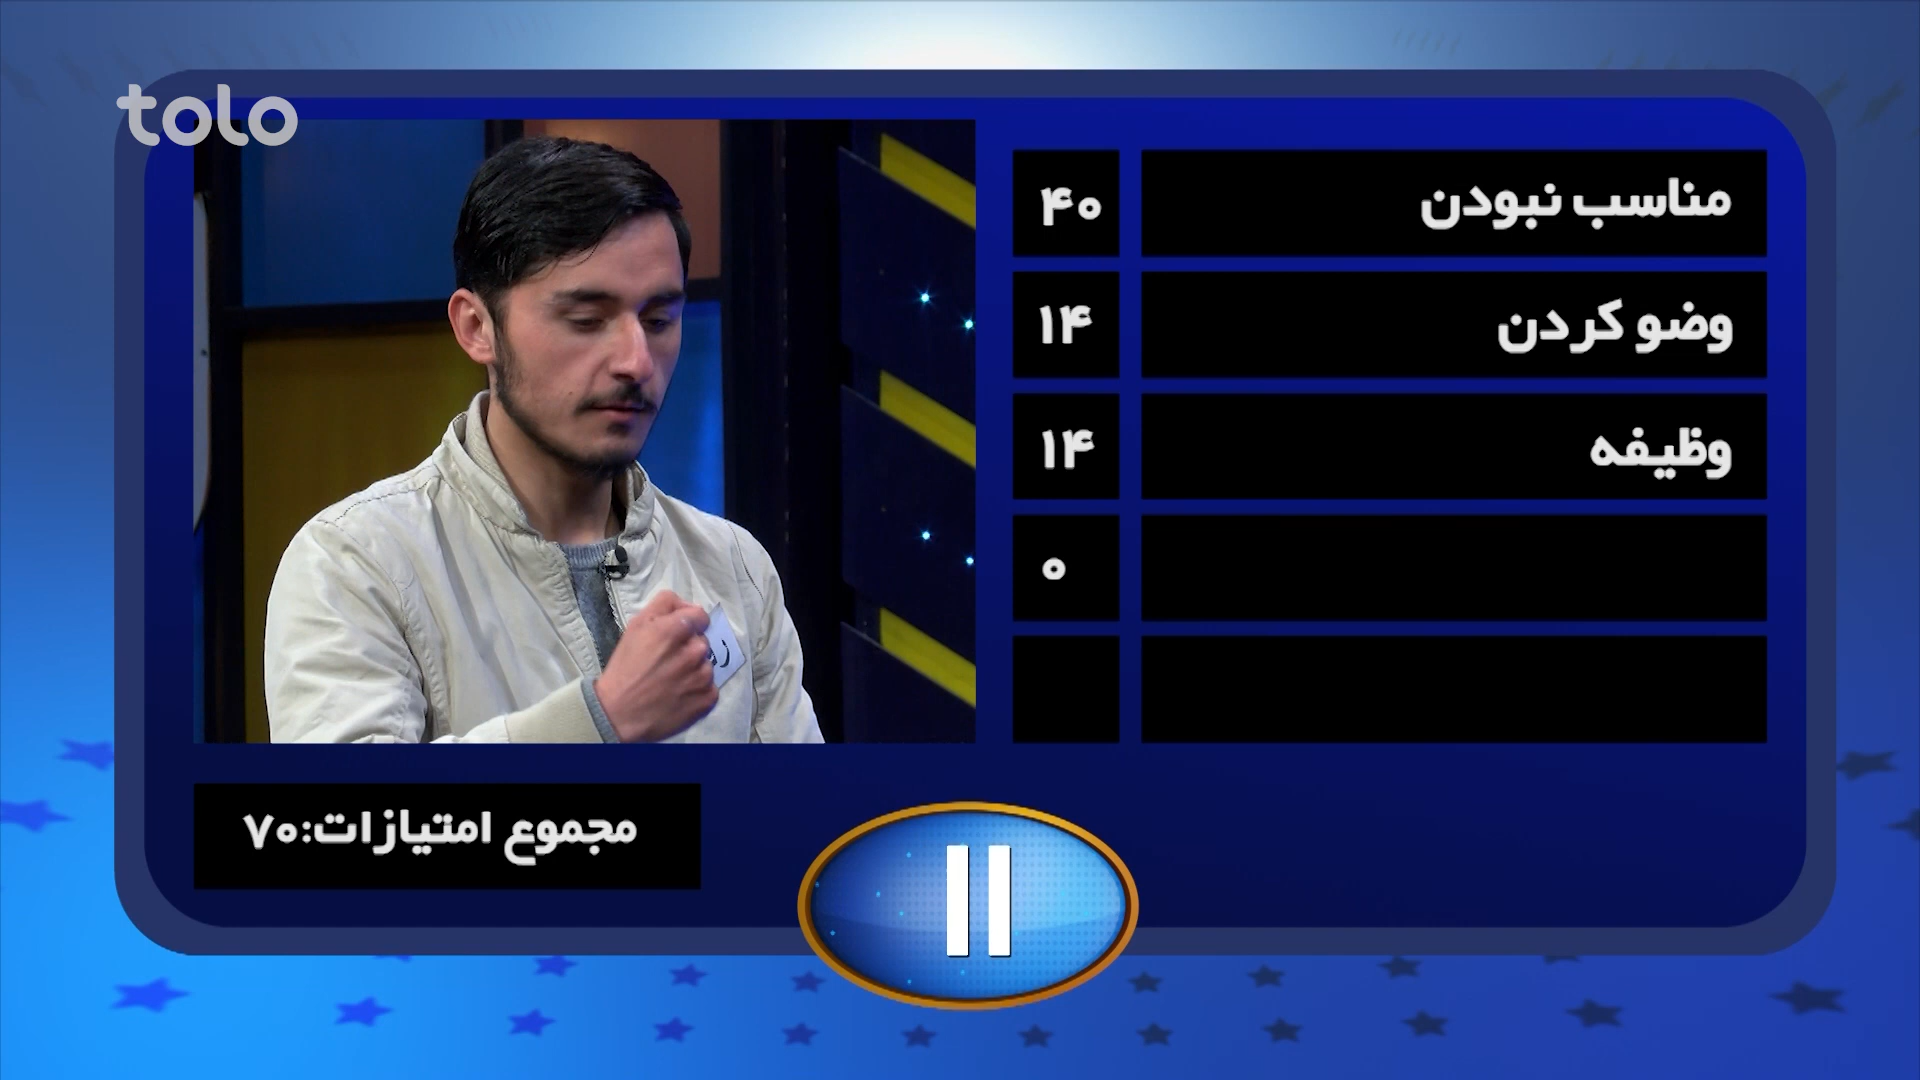 tolo
مناسب نبودن ۴۰
وضو کردن ۱۴
وظیفه ۱۴
۰
مجموع امتیازات:۷۰
۱۱